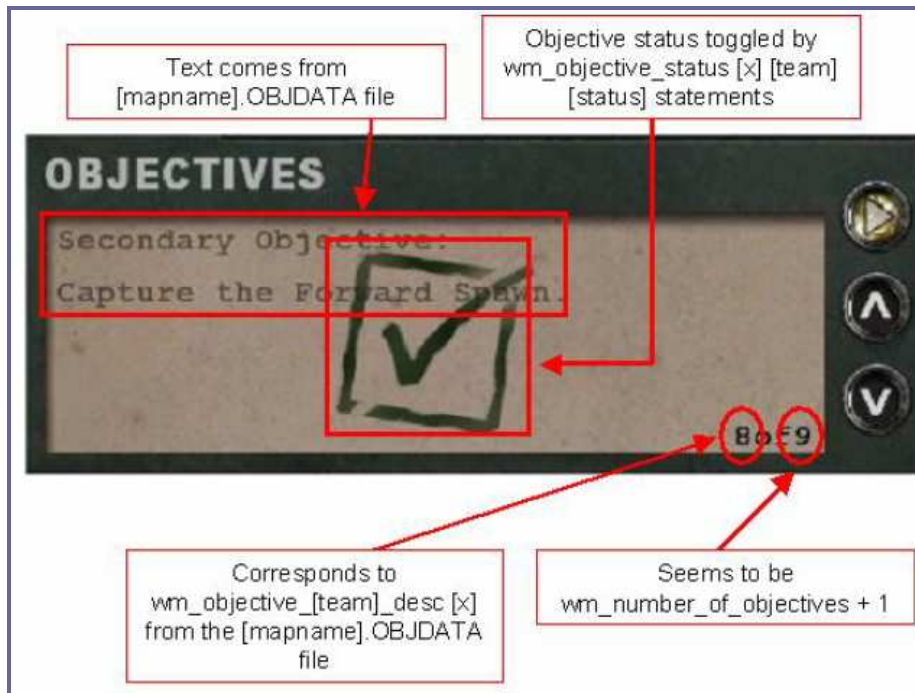 Text comes from
[mapname].OBJDATA file
Objective status toggled by
wm_objective_status [x] [team]
[status] statements
OBJECTIVES
Secondary Objective:
Capture the Forward Spawn.
8of9
Corresponds to
wm_objective_[team]_desc [x]
from the [mapname].OBJDATA
file
Seems to be
wm_number_of_objectives + 1